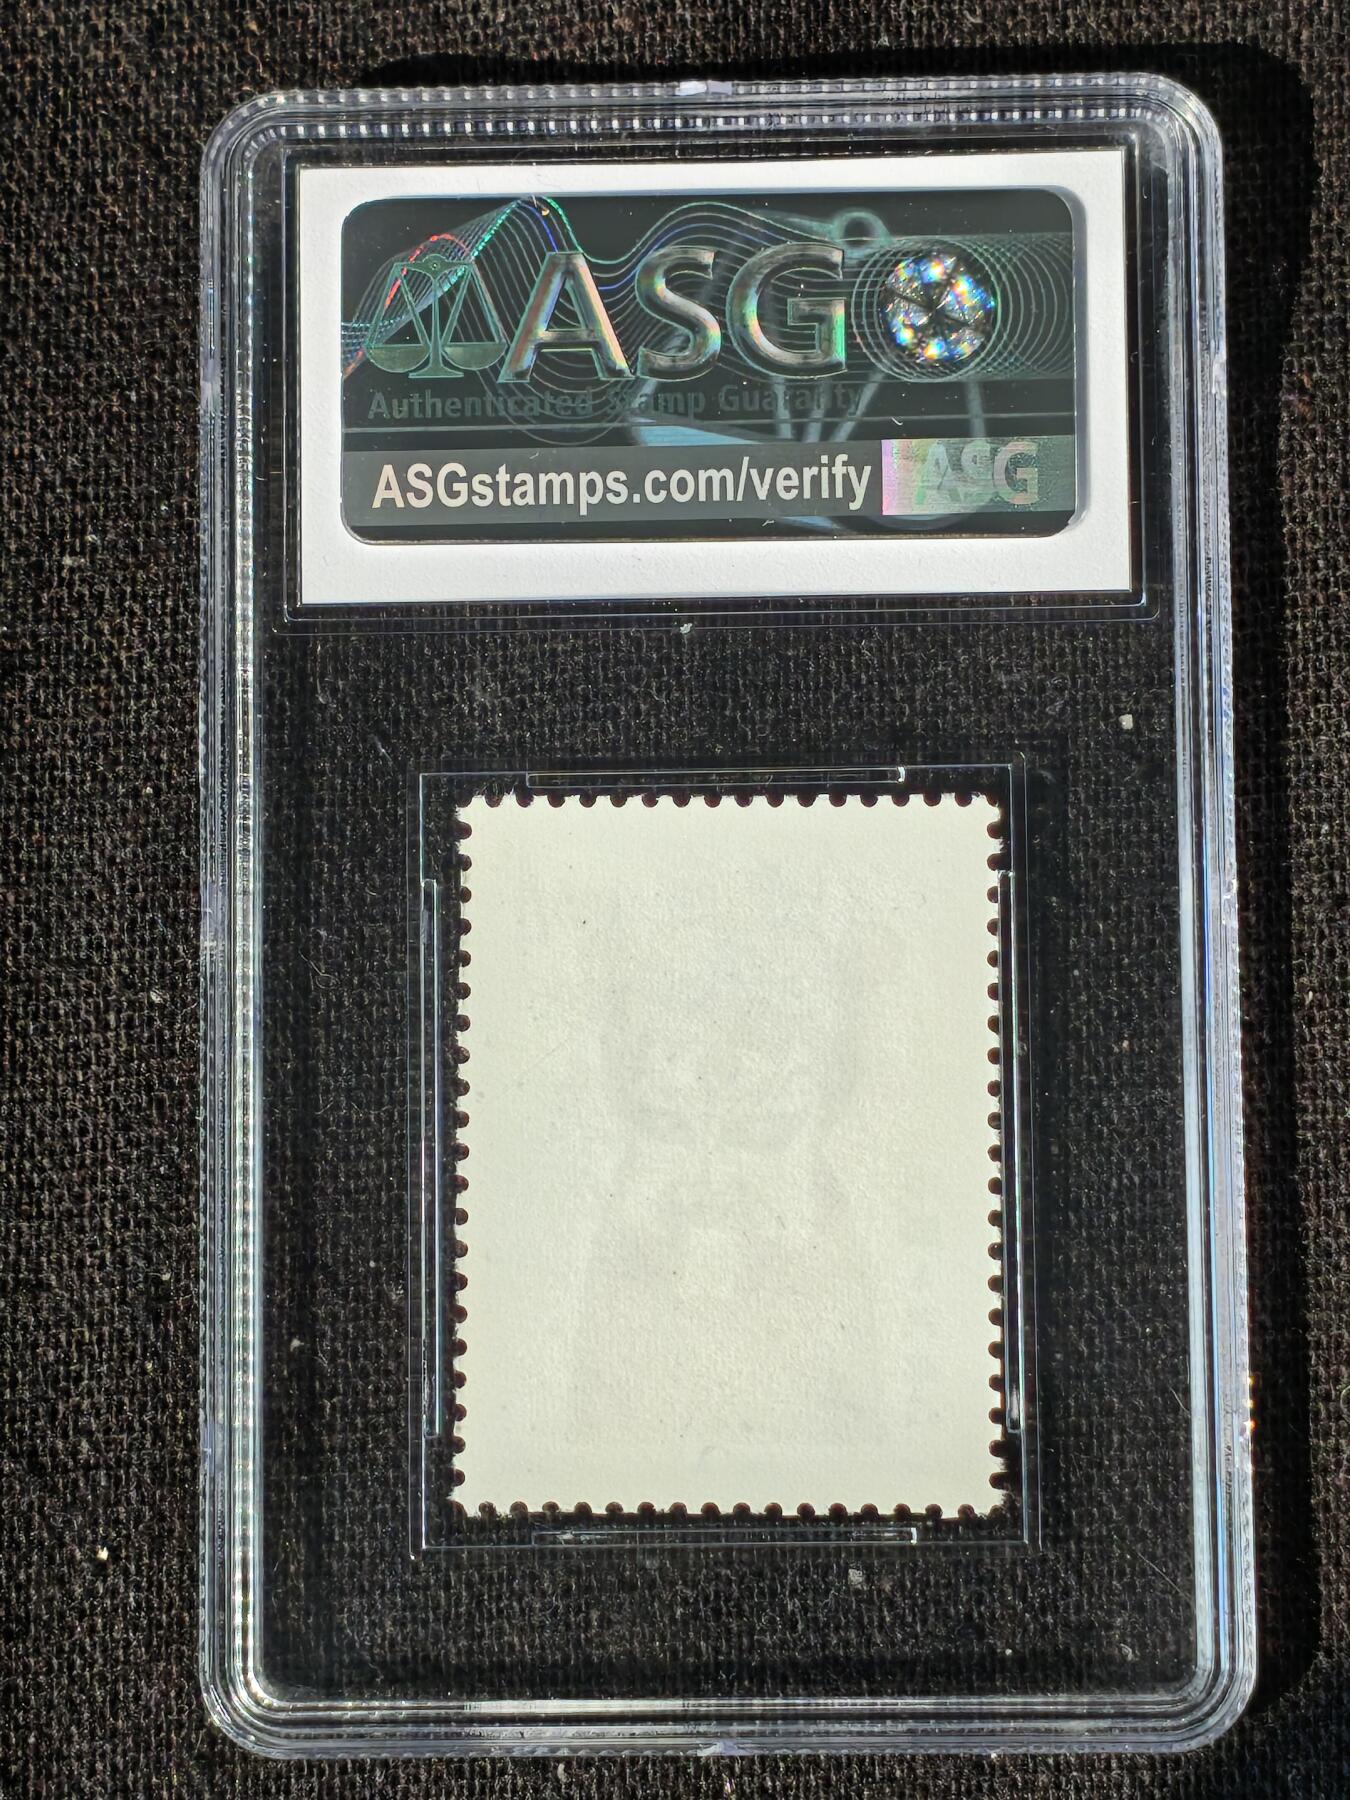 ASG
Authenticated Stamp Guaranty
ASGstamps.com/verify ASG